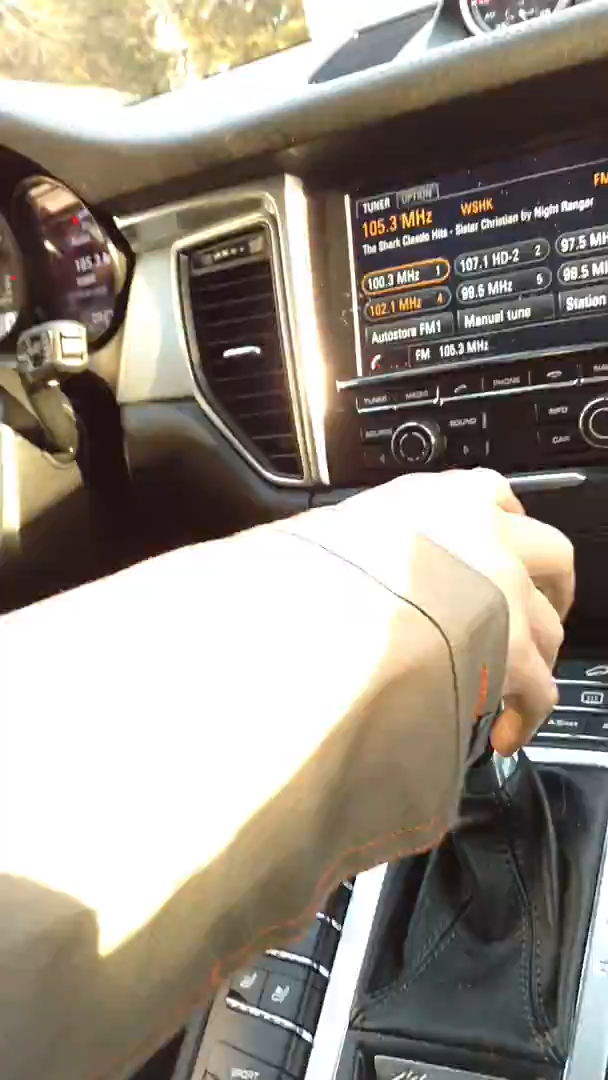 TUNER OPTION
105.3 MHz WSHK FM
The Shark Classic Hits - Sister Christian by Night Ranger
100.3 MHz 1 107.1 HD-2 2 97.5 MH
102.1 MHz 4 99.5 MHz 5 98.5 MH
Autostore FM1 Manual tune Station
FM 105.3 MHz
TUNER MEDIA PHONE
SOURCE SOUND INFO
CAR
SPORT